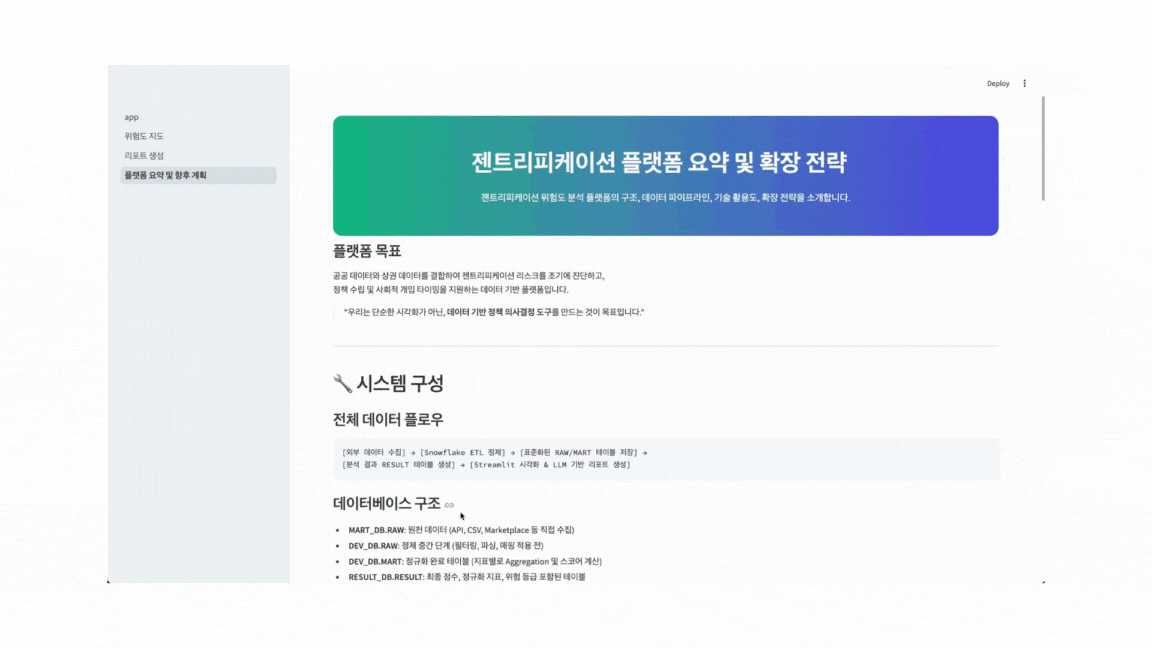 Deploy
app
위험도 지도
리포트 생성
플랫폼 요약 및 향후 계획
젠트리피케이션 플랫폼 요약 및 확장 전략
젠트리피케이션 위험도 분석 플랫폼의 구조, 데이터 파이프라인, 기술 활용도, 확장 전략을 소개합니다.
플랫폼 목표
공공 데이터와 상권 데이터를 결합하여 젠트리피케이션 리스크를 조기에 진단하고,
정책 수립 및 사회적 개입 타이밍을 지원하는 데이터 기반 플랫폼입니다.
"우리는 단순한 시각화가 아닌, 데이터 기반 정책 의사결정 도구를 만드는 것이 목표입니다."
🔧 시스템 구성
전체 데이터 플로우
[외부 데이터 수집] → [Snowflake ETL 정제] → [표준화된 RAW/MART 테이블 저장] →
[분석 결과 RESULT 테이블 생성] → [Streamlit 시각화 & LLM 기반 리포트 생성]
데이터베이스 구조
• MART_DB.RAW: 원천 데이터 (API, CSV, Marketplace 등 직접 수집)
• DEV_DB.RAW: 정제 중간 단계 (필터링, 파싱, 매핑 적용 전)
• DEV_DB.MART: 정규화 완료 테이블 (지표별로 Aggregation 및 스코어 계산)
• RESULT_DB.RESULT: 최종 점수, 정규화 지표, 위험 등급 포함된 테이블